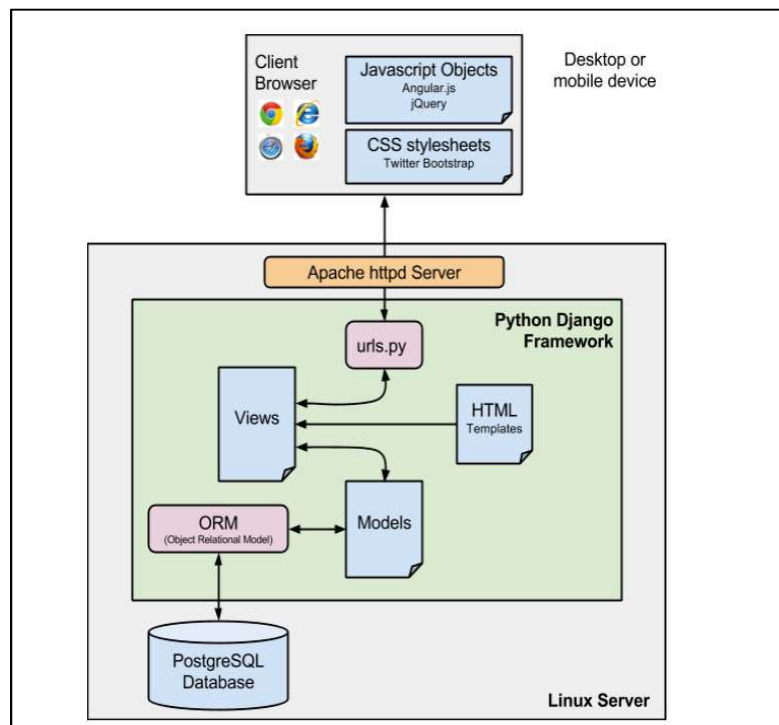 Client
Browser
Javascript Objects
Angular.js
jQuery
CSS stylesheets
Twitter Bootstrap
Desktop or
mobile device
Apache httpd Server
Python Django
Framework
urls.py
Views
HTML
Templates
ORM
(Object Relational Model)
Models
PostgreSQL
Database
Linux Server